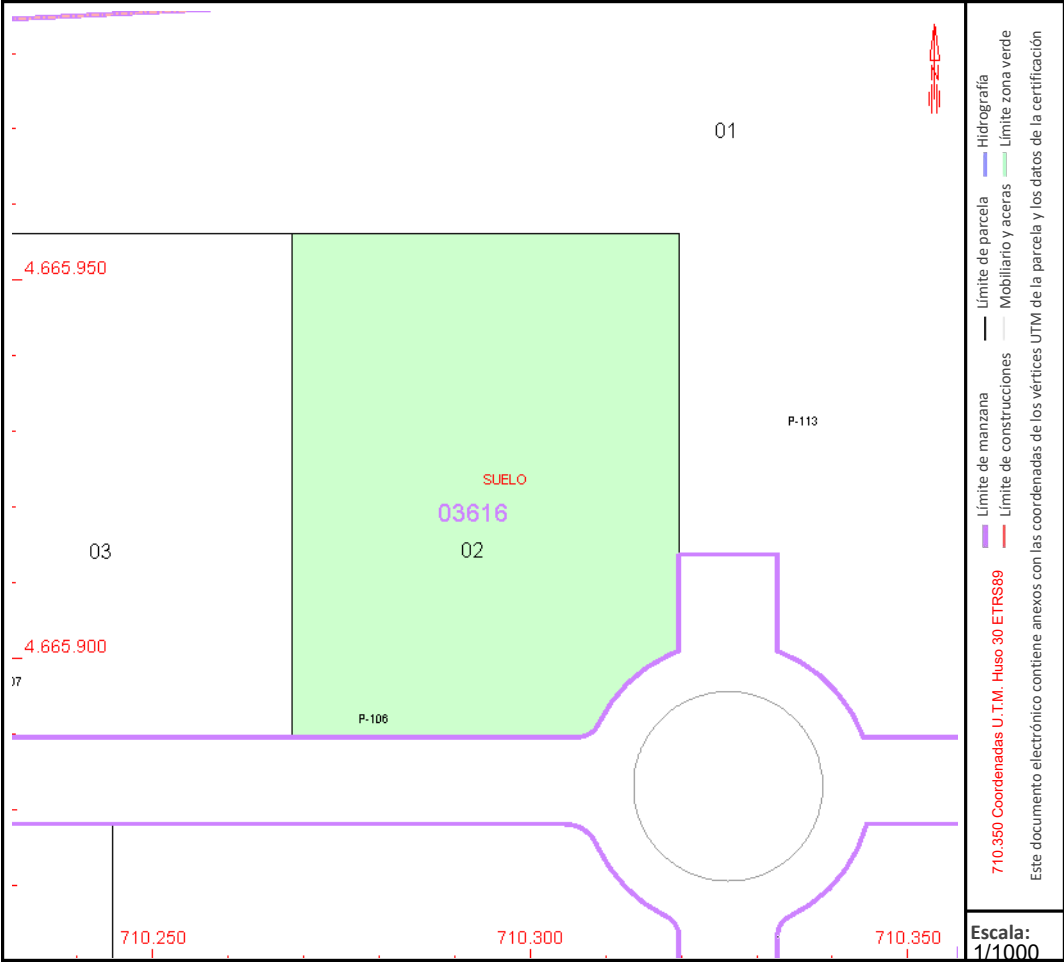 N
01
4.665.950
P-113
SUELO
03616
03
02
4.665.900
P-106
710.250
710.300
710.350
Límite de manzana
Límite de parcela
Hidrografía
Límite de construcciones
Mobiliario y aceras
Límite zona verde
710.350 Coordenadas U.T.M. Huso 30 ETRS89
Este documento electrónico contiene anexos con las coordenadas de los vértices UTM de la parcela y los datos de la certificación
Escala:
1/1000